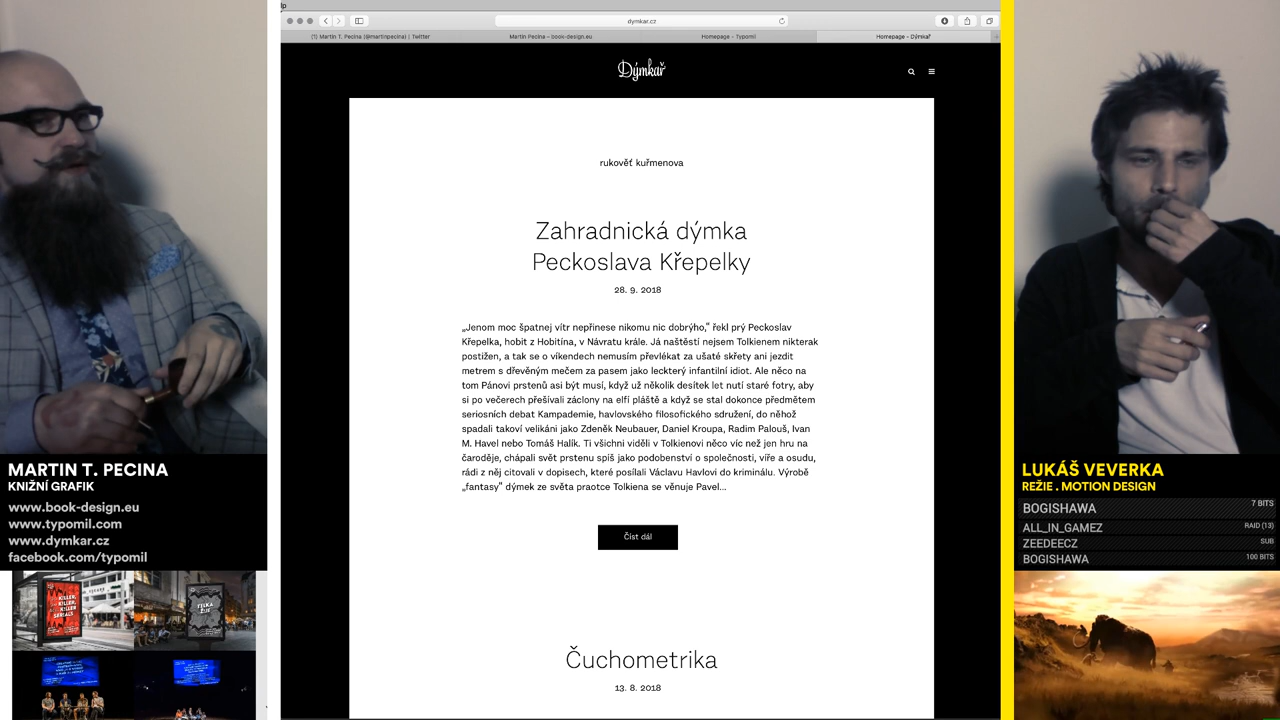 lp
dymkar.cz
(1) Martin T. Pecina (@martinpecina) | Twitter
Martin Pecina – book-design.eu
Homepage - Typomil
Homepage - Dýmkař
Dýmkař
rukověť kuřmenova
Zahradnická dýmka
Peckoslava Křepelky
28. 9. 2018
„Jenom moc špatnej vítr nepřinese nikomu nic dobrýho,“ řekl prý Peckoslav
Křepelka, hobit z Hobitína, v Návratu krále. Já naštěstí nejsem Tolkienem nikterak
postižen, a tak se o víkendech nemusím převlékat za ušaté skřety ani jezdit
metrem s dřevěným mečem za pasem jako leckterý infantilní idiot. Ale něco na
tom Pánovi prstenů asi být musí, když už několik desítek let nutí staré fotry, aby
si po večerech přešívali záclony na elfí pláště a když se stal dokonce předmětem
seriosních debat Kampademie, havlovského filosofického sdružení, do něhož
spadali takoví velikáni jako Zdeněk Neubauer, Daniel Kroupa, Radim Palouš, Ivan
M. Havel nebo Tomáš Halík. Ti všichni viděli v Tolkienovi něco víc než jen hru na
čaroděje, chápali svět prstenu spíš jako podobenství o společnosti, víře a osudu,
rádi z něj citovali v dopisech, které posílali Václavu Havlovi do kriminálu. Výrobě
„fantasy“ dýmek ze světa praotce Tolkiena se věnuje Pavel...
Číst dál
Čuchometrika
13. 8. 2018
MARTIN T. PECINA
KNIŽNÍ GRAFIK
www.book-design.eu
www.typomil.com
www.dymkar.cz
facebook.com/typomil
KILLER,
KILLER,
KILLER
SERIALS
TELKA
ŽIJE
LUKÁŠ VEVERKA
REŽIE . MOTION DESIGN
BOGISHAWA 7 BITS
ALL_IN_GAMEZ RAID (13)
ZEEDEECZ SUB
BOGISHAWA 100 BITS